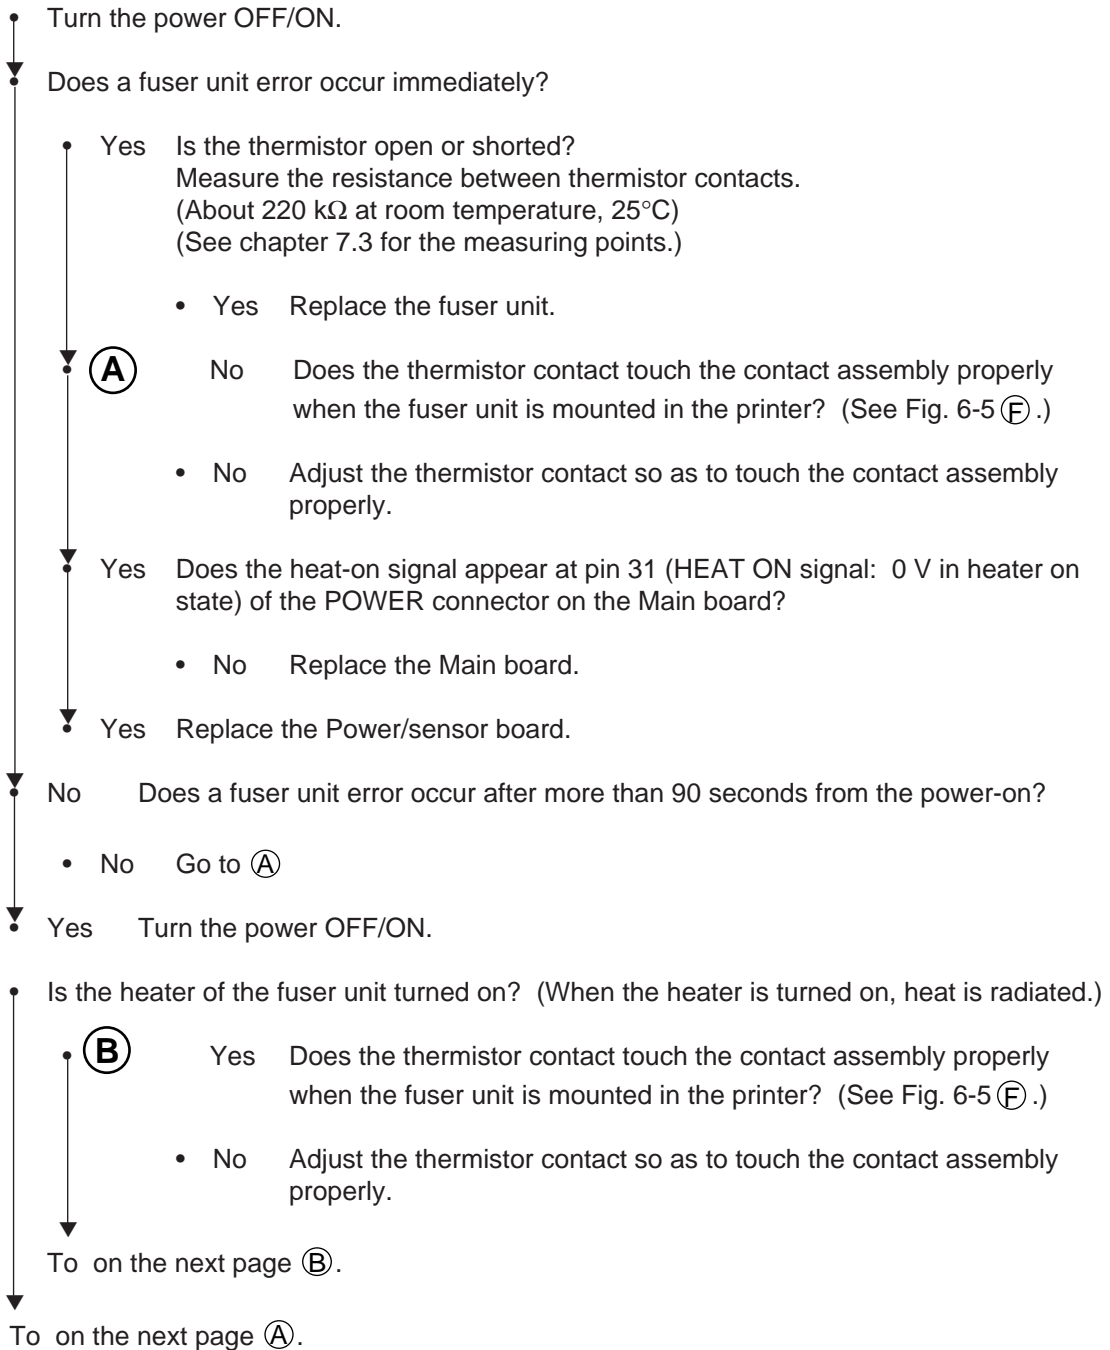 • Turn the power OFF/ON.
• Does a fuser unit error occur immediately?
• Yes Is the thermistor open or shorted?
Measure the resistance between thermistor contacts.
(About 220 kΩ at room temperature, 25°C)
(See chapter 7.3 for the measuring points.)
• Yes Replace the fuser unit.
• Ⓐ No Does the thermistor contact touch the contact assembly properly
when the fuser unit is mounted in the printer? (See Fig. 6-5 Ⓕ .)
• No Adjust the thermistor contact so as to touch the contact assembly
properly.
• Yes Does the heat-on signal appear at pin 31 (HEAT ON signal: 0 V in heater on
state) of the POWER connector on the Main board?
• No Replace the Main board.
• Yes Replace the Power/sensor board.
• No Does a fuser unit error occur after more than 90 seconds from the power-on?
• No Go to Ⓐ
• Yes Turn the power OFF/ON.
• Is the heater of the fuser unit turned on? (When the heater is turned on, heat is radiated.)
• Ⓑ Yes Does the thermistor contact touch the contact assembly properly
when the fuser unit is mounted in the printer? (See Fig. 6-5 Ⓕ .)
• No Adjust the thermistor contact so as to touch the contact assembly
properly.
To on the next page Ⓑ.
To on the next page Ⓐ.